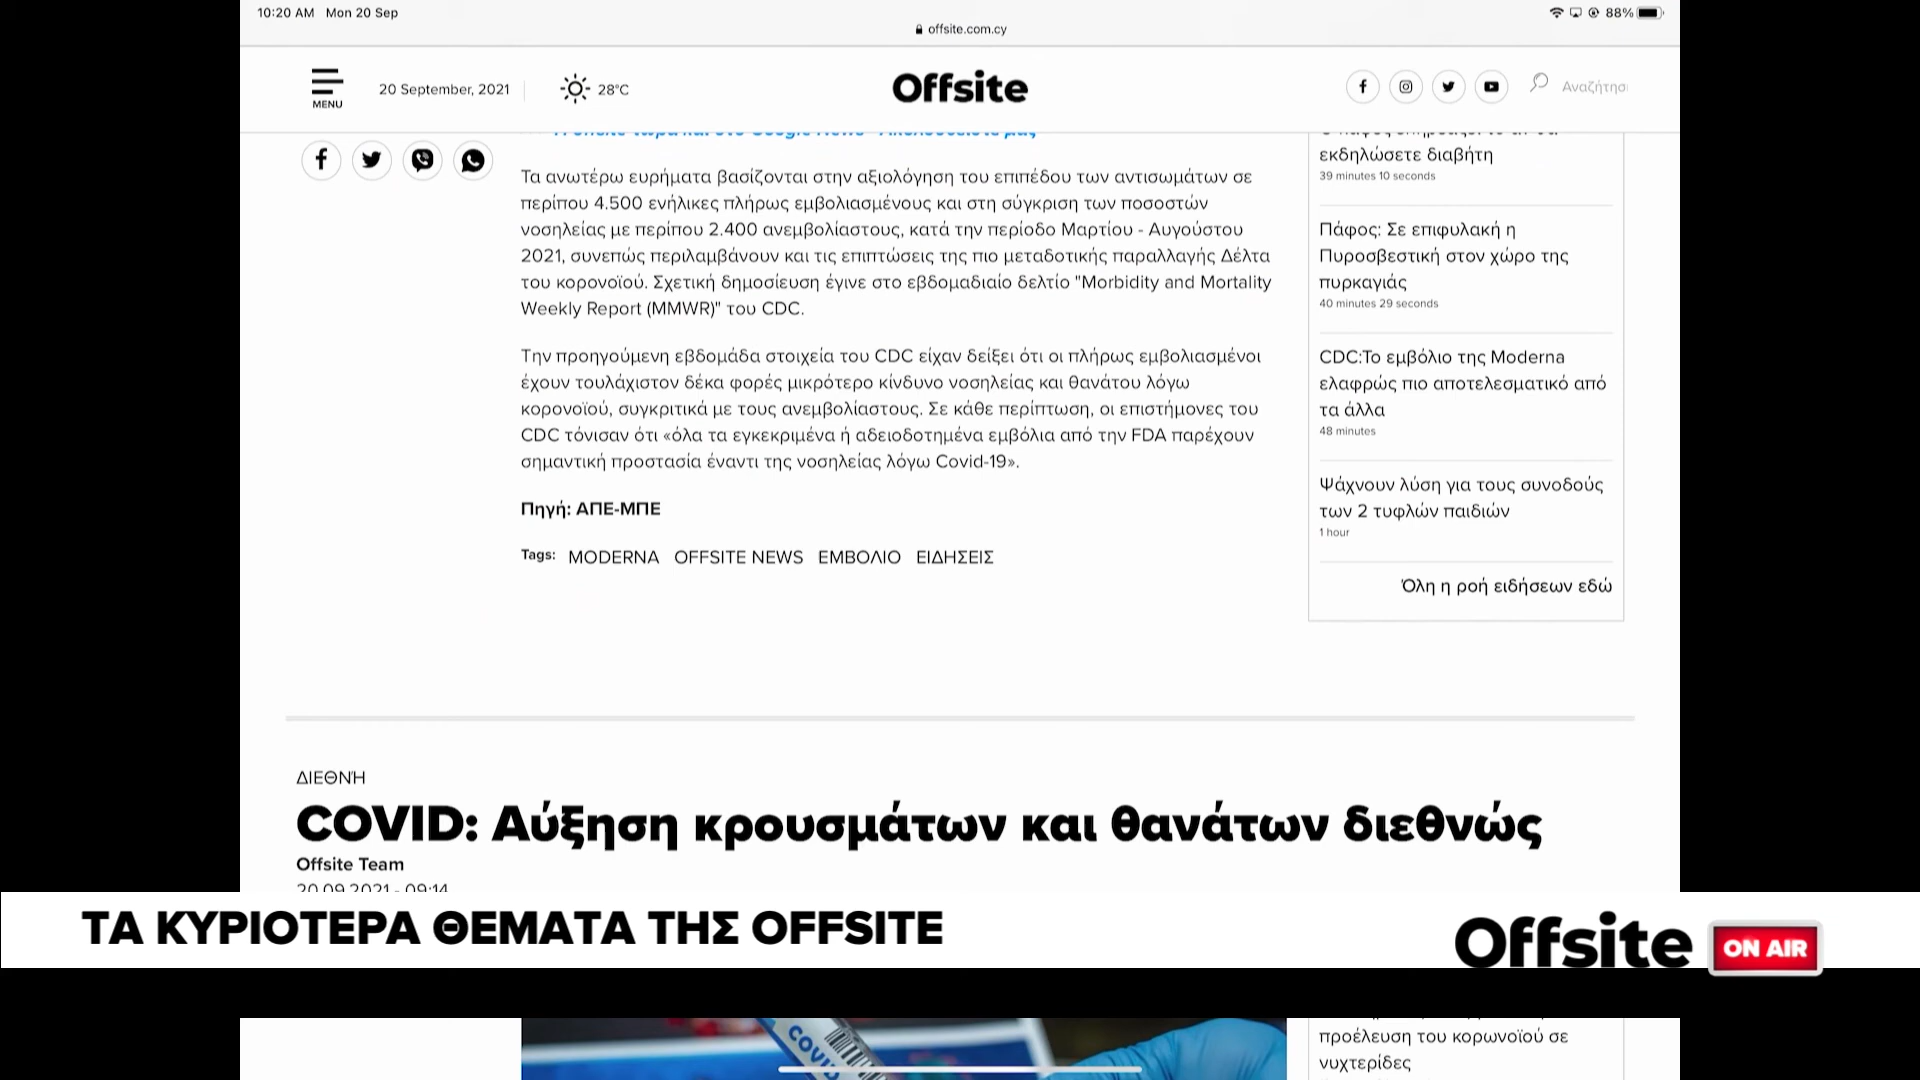 10:20 AM Mon 20 Sep
88%
offsite.com.cy
MENU
20 September, 2021
28°C
Offsite
Αναζήτησ
Τα ανωτέρω ευρήματα βασίζονται στην αξιολόγηση του επιπέδου των αντισωμάτων σε
περίπου 4.500 ενήλικες πλήρως εμβολιασμένους και στη σύγκριση των ποσοστών
νοσηλείας με περίπου 2.400 ανεμβολίαστους, κατά την περίοδο Μαρτίου - Αυγούστου
2021, συνεπώς περιλαμβάνουν και τις επιπτώσεις της πιο μεταδοτικής παραλλαγής Δέλτα
του κορονοϊού. Σχετική δημοσίευση έγινε στο εβδομαδιαίο δελτίο "Morbidity and Mortality
Weekly Report (MMWR)" του CDC.
Την προηγούμενη εβδομάδα στοιχεία του CDC είχαν δείξει ότι οι πλήρως εμβολιασμένοι
έχουν τουλάχιστον δέκα φορές μικρότερο κίνδυνο νοσηλείας και θανάτου λόγω
κορονοϊού, συγκριτικά με τους ανεμβολίαστους. Σε κάθε περίπτωση, οι επιστήμονες του
CDC τόνισαν ότι «όλα τα εγκεκριμένα ή αδειοδοτημένα εμβόλια από την FDA παρέχουν
σημαντική προστασία έναντι της νοσηλείας λόγω Covid-19».
Πηγή: ΑΠΕ-ΜΠΕ
Tags: MODERNA OFFSITE NEWS ΕΜΒΟΛΙΟ ΕΙΔΗΣΕΙΣ
εκδηλώσετε διαβήτη
39 minutes 10 seconds
Πάφος: Σε επιφυλακή η
Πυροσβεστική στον χώρο της
πυρκαγιάς
40 minutes 29 seconds
CDC:Το εμβόλιο της Moderna
ελαφρώς πιο αποτελεσματικό από
τα άλλα
48 minutes
Ψάχνουν λύση για τους συνοδούς
των 2 τυφλών παιδιών
1 hour
Όλη η ροή ειδήσεων εδώ
ΔΙΕΘΝΉ
COVID: Αύξηση κρουσμάτων και θανάτων διεθνώς
Offsite Team
20.09.2021 - 09:14
ΤΑ ΚΥΡΙΟΤΕΡΑ ΘΕΜΑΤΑ ΤΗΣ OFFSITE
Offsite ON AIR
COVID
προέλευση του κορωνοϊού σε
νυχτερίδες